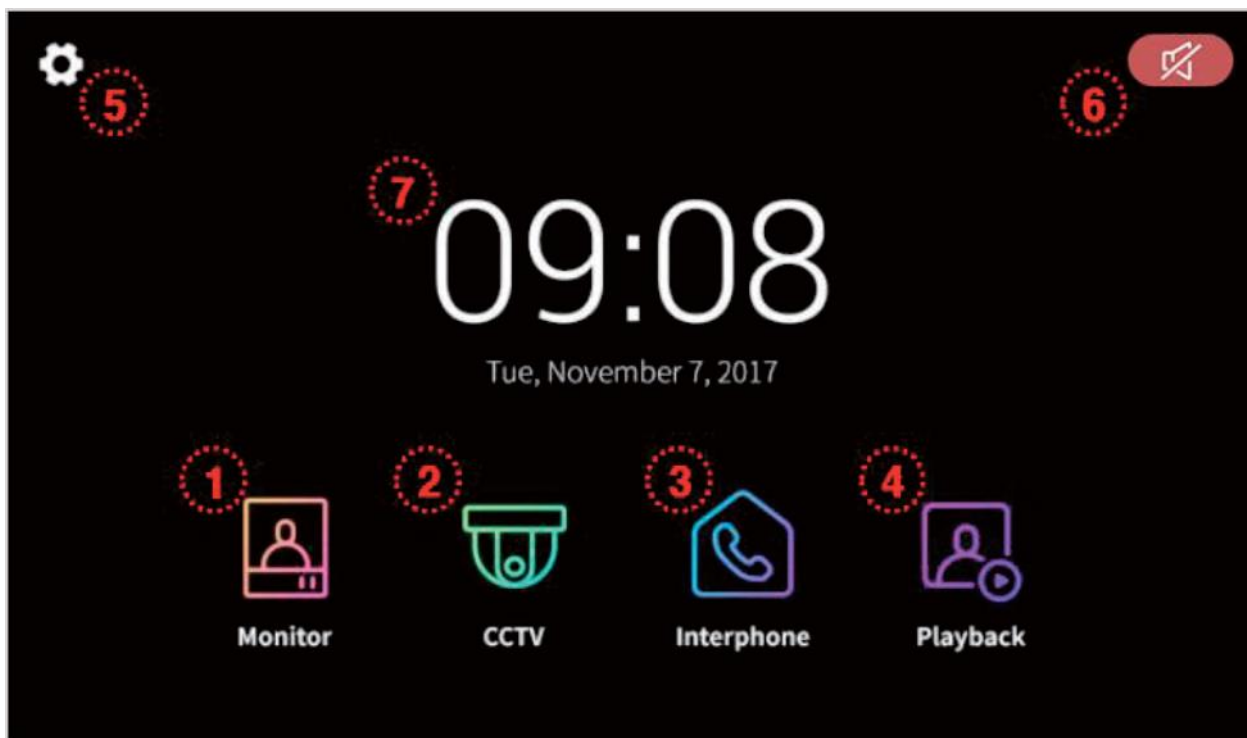 5
6
7
09:08
Tue, November 7, 2017
1 2 3 4
Monitor CCTV Interphone Playback